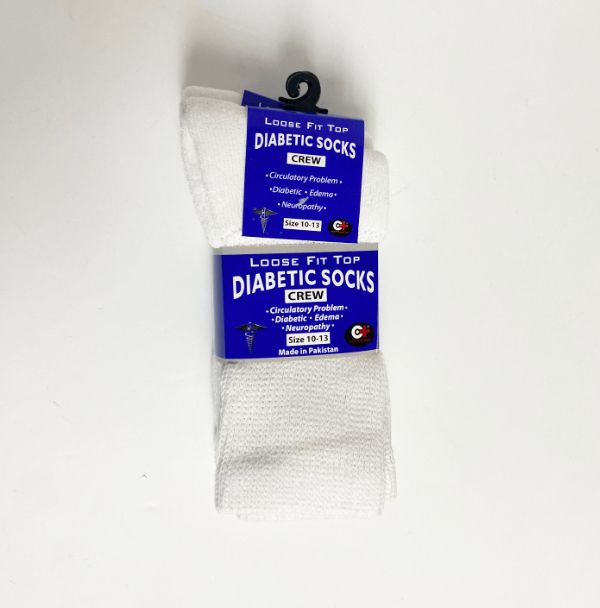 LOOSE FIT TOP
DIABETIC SOCKS
CREW
•Circulatory Problem •
•Diabetic • Edema •
•Neuropathy•
Size 10-13
LOOSE FIT TOP
DIABETIC SOCKS
CREW
•Circulatory Problem•
•Diabetic • Edema•
•Neuropathy•
Size 10-13
Made in Pakistan